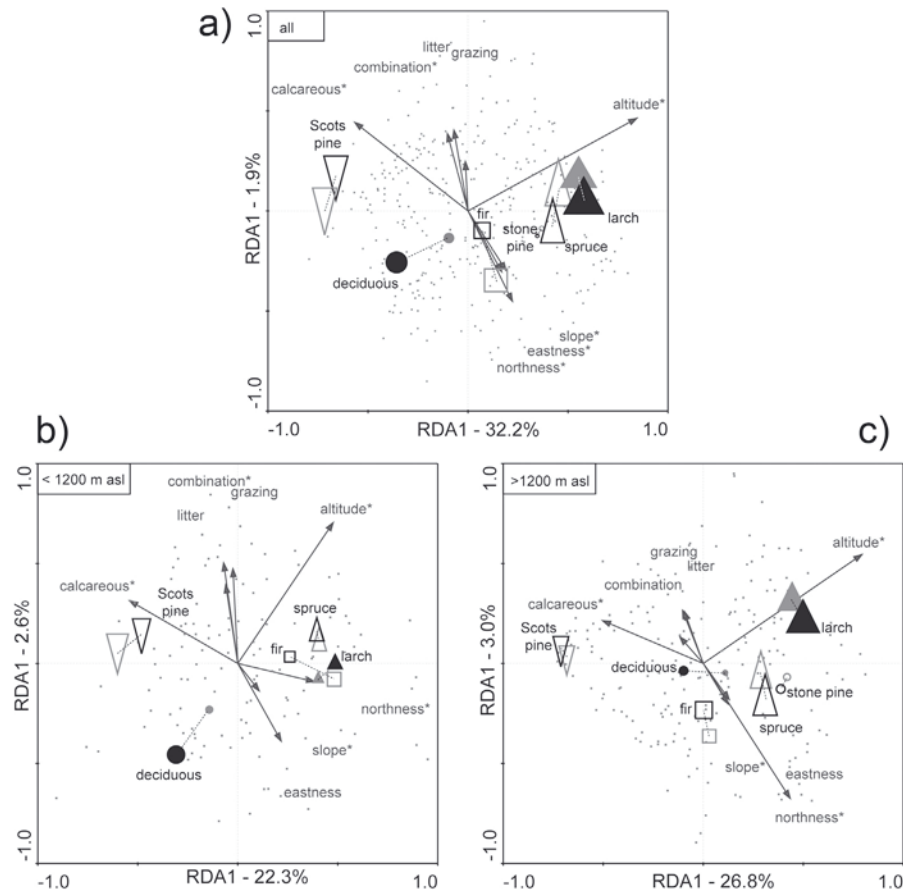 a)
1.0
all
litter
grazing
combination*
calcareous*
altitude*
Scots
pine
fir
stone
pine
spruce
larch
deciduous
slope*
eastness*
northness*
RDA1 - 1.9%
-1.0
-1.0
RDA1 - 32.2%
1.0
b)
1.0
< 1200 m asl
combination*
grazing
litter
altitude*
calcareous*
Scots
pine
spruce
fir
larch
northness*
deciduous
slope*
eastness
RDA1 - 2.6%
-1.0
-1.0
RDA1 - 22.3%
1.0
c)
1.0
>1200 m asl
altitude*
grazing
litter
combination
calcareous*
Scots
pine
larch
deciduous
stone pine
fir
spruce
slope*
eastness
northness*
RDA1 - 3.0%
-1.0
-1.0
RDA1 - 26.8%
1.0